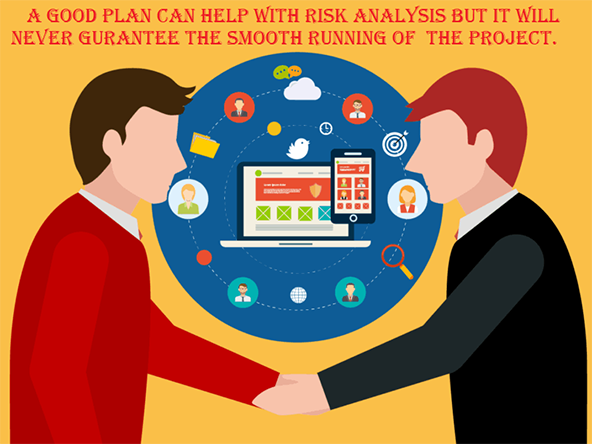 A GOOD PLAN CAN HELP WITH RISK ANALYSIS BUT IT WILL
NEVER GURANTEE THE SMOOTH RUNNING OF THE PROJECT.